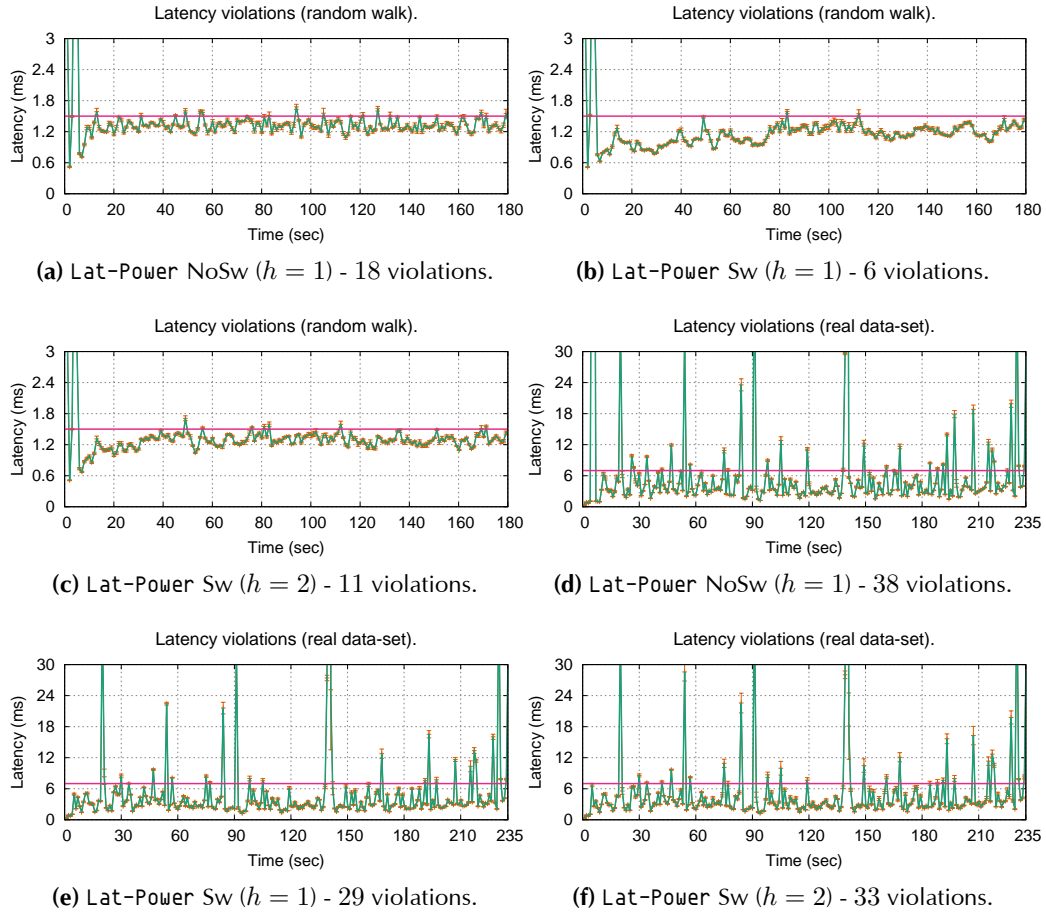 Latency violations (random walk).
Latency (ms)
3
2.4
1.8
1.2
0.6
0
0 20 40 60 80 100 120 140 160 180
Time (sec)
(a) Lat-Power NoSw (h = 1) - 18 violations.
Latency violations (random walk).
Latency (ms)
3
2.4
1.8
1.2
0.6
0
0 20 40 60 80 100 120 140 160 180
Time (sec)
(b) Lat-Power Sw (h = 1) - 6 violations.
Latency violations (random walk).
Latency (ms)
3
2.4
1.8
1.2
0.6
0
0 20 40 60 80 100 120 140 160 180
Time (sec)
(c) Lat-Power Sw (h = 2) - 11 violations.
Latency violations (real data-set).
Latency (ms)
30
24
18
12
6
0
0 30 60 90 120 150 180 210 235
Time (sec)
(d) Lat-Power NoSw (h = 1) - 38 violations.
Latency violations (real data-set).
Latency (ms)
30
24
18
12
6
0
0 30 60 90 120 150 180 210 235
Time (sec)
(e) Lat-Power Sw (h = 1) - 29 violations.
Latency violations (real data-set).
Latency (ms)
30
24
18
12
6
0
0 30 60 90 120 150 180 210 235
Time (sec)
(f) Lat-Power Sw (h = 2) - 33 violations.